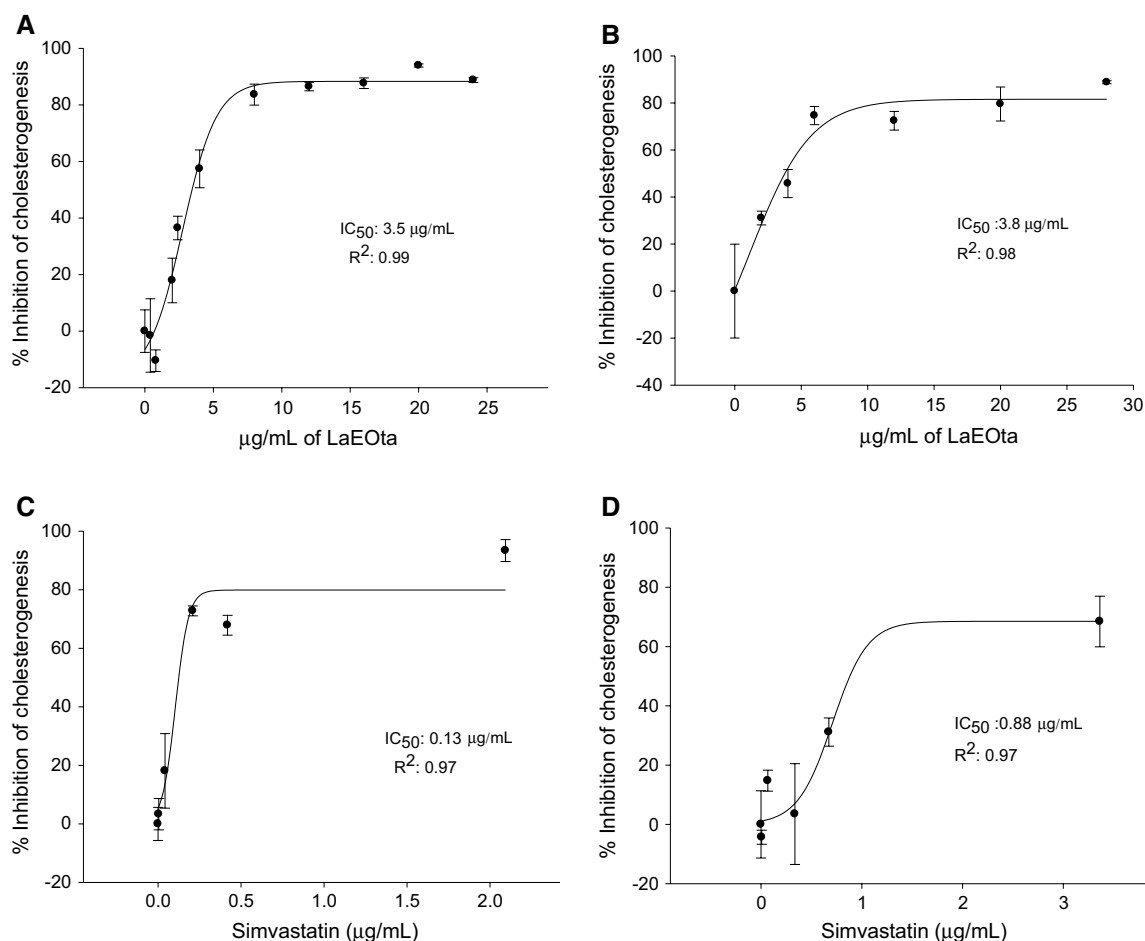 A
% Inhibition of cholesterogenesis
100
80
60
40
20
0
-20
IC50: 3.5 μg/mL
R2: 0.99
0 5 10 15 20 25
μg/mL of LaEOta
B
% Inhibition of cholesterogenesis
100
80
60
40
20
0
-20
-40
IC50 :3.8 μg/mL
R2: 0.98
0 5 10 15 20 25 30
μg/mL of LaEOta
C
% Inhibition of cholesterogenesis
100
80
60
40
20
0
-20
IC50: 0.13 μg/mL
R2: 0.97
0.0 0.5 1.0 1.5 2.0
Simvastatin (μg/mL)
D
% Inhibition of cholesterogenesis
100
80
60
40
20
0
-20
IC50 :0.88 μg/mL
R2: 0.97
0 1 2 3
Simvastatin (μg/mL)